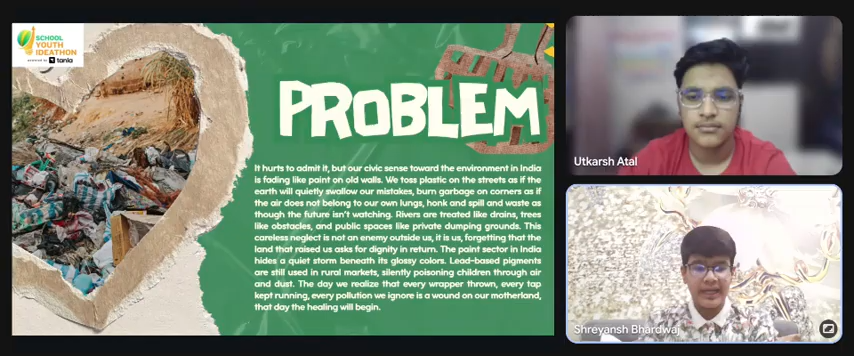 SCHOOL
YOUTH
IDEATHON
tania
PROBLEM
It hurts to admit it, but our civic sense toward the environment in India
is fading like paint on old walls. We toss plastic on the streets as if the
earth will quietly swallow our mistakes, burn garbage on corners as if
the air does not belong to our own lungs, honk and spill and waste as
though the future isn't watching. Rivers are treated like drains, trees
like obstacles, and public spaces like private dumping grounds. This
careless neglect is not an enemy outside us, it is us, forgetting that the
land that raised us asks for dignity in return. The paint sector in India
hides a quiet storm beneath its glossy colors. Lead-based pigments
are still used in rural markets, silently poisoning children through air
and dust. The day we realize that every wrapper thrown, every tap
kept running, every pollution we ignore is a wound on our motherland,
that day the healing will begin.
Utkarsh Atal
Shreyansh Bhardwaj